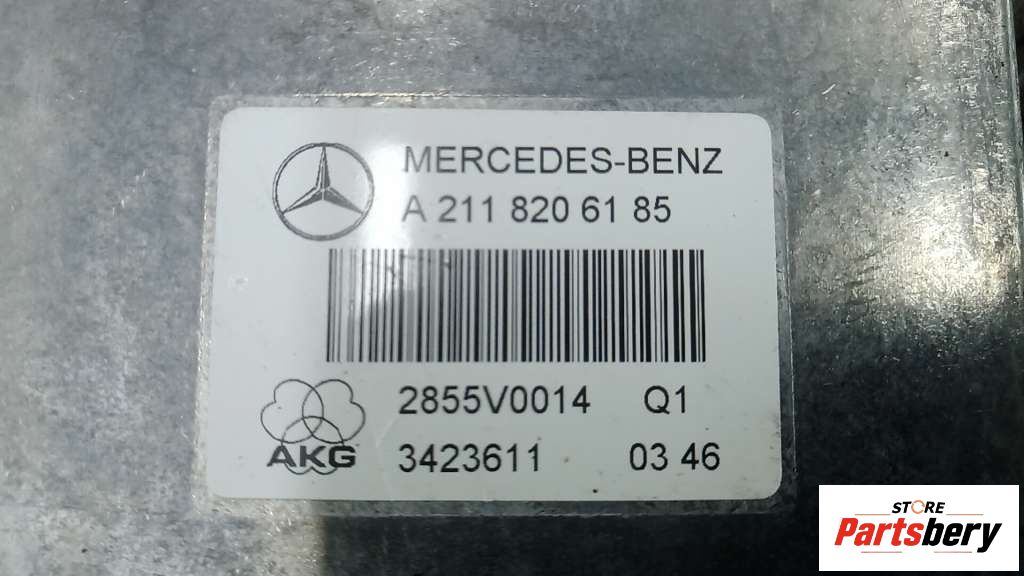 MERCEDES-BENZ
A 211 820 61 85
2855V0014 Q1
AKG 3423611 03 46
STORE
Partsbery